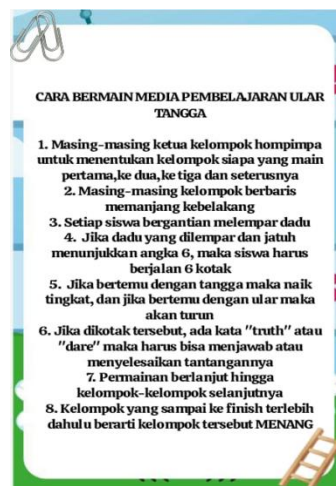 CARA BERMAIN MEDIA PEMBELAJARAN ULAR
TANGGA
1. Masing-masing ketua kelompok hompimpa
untuk menentukan kelompok siapa yang main
pertama,ke dua,ke tiga dan seterusnya
2. Masing-masing kelompok berbaris
memanjang kebelakang
3. Setiap siswa bergantian melempar dadu
4. Jika dadu yang dilempar dan jatuh
menunjukkan angka 6, maka siswa harus
berjalan 6 kotak
5. Jika bertemu dengan tangga maka naik
tingkat, dan jika bertemu dengan ular maka
akan turun
6. Jika dikotak tersebut, ada kata "truth" atau
"dare" maka harus bisa menjawab atau
menyelesaikan tantangannya
7. Permainan berlanjut hingga
kelompok-kelompok selanjutnya
8. Kelompok yang sampai ke finish terlebih
dahulu berarti kelompok tersebut MENANG